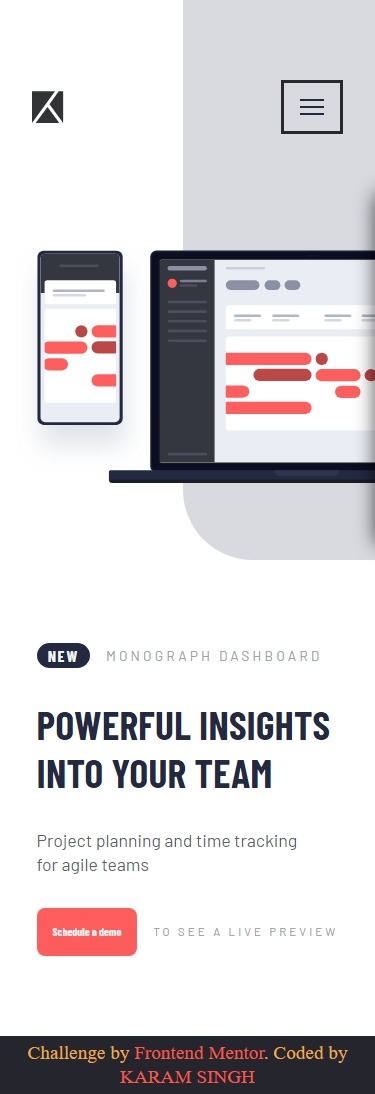 NEW MONOGRAPH DASHBOARD
POWERFUL INSIGHTS
INTO YOUR TEAM
Project planning and time tracking
for agile teams
Schedule a demo TO SEE A LIVE PREVIEW
Challenge by Frontend Mentor. Coded by
KARAM SINGH